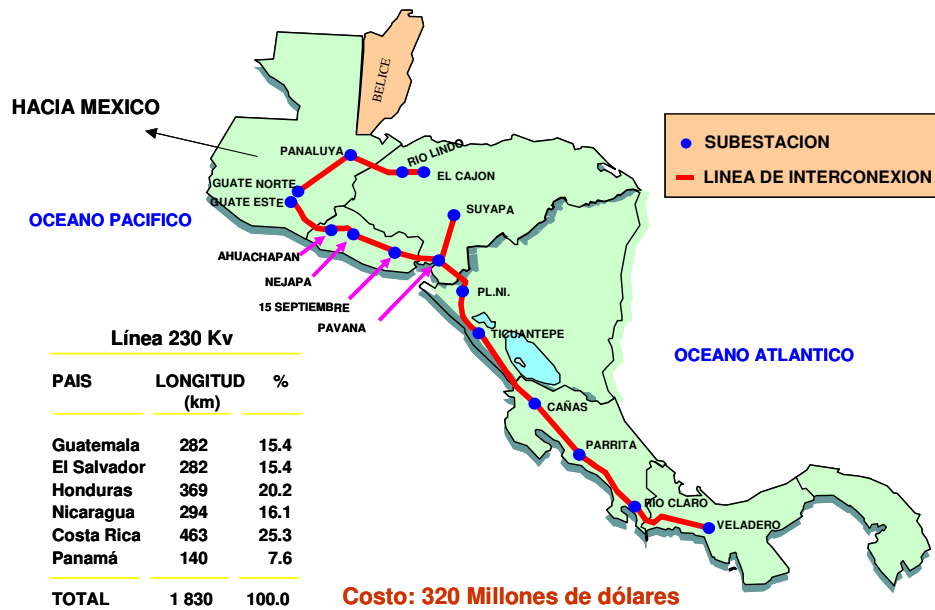 BELICE
HACIA MEXICO
SUBESTACION
LINEA DE INTERCONEXION
PANALUYA
RIO LINDO
EL CAJON
GUATE NORTE
GUATE ESTE
OCEANO PACIFICO
SUYAPA
AHUACHAPAN
NEJAPA
15 SEPTIEMBRE
PAVANA
PL.NI.
TICUANTEPE
OCEANO ATLANTICO
CAÑAS
PARRITA
RIO CLARO
VELADERO
Línea 230 Kv
PAIS LONGITUD %
(km)
Guatemala 282 15.4
El Salvador 282 15.4
Honduras 369 20.2
Nicaragua 294 16.1
Costa Rica 463 25.3
Panamá 140 7.6
TOTAL 1 830 100.0
Costo: 320 Millones de dólares